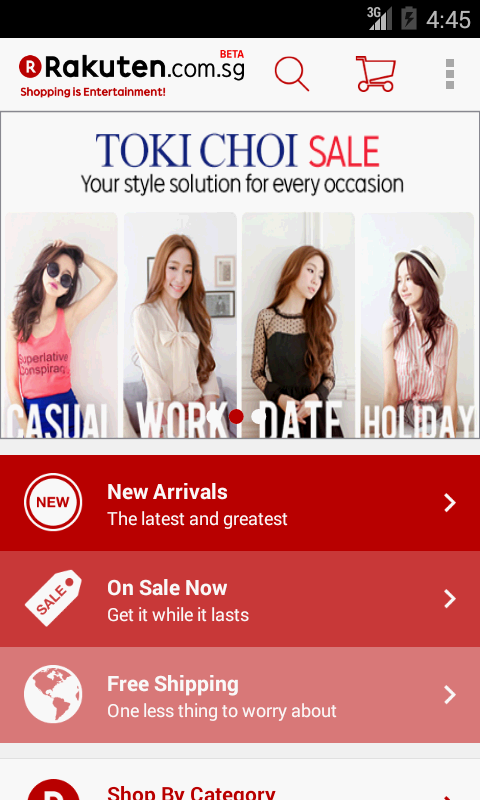 3G 4:45
BETA
R Rakuten.com.sg
Shopping is Entertainment!
TOKI CHOI SALE
Your style solution for every occasion
Superlative
Conspirac
CASUAL WORK DATE HOLIDAY
NEW
New Arrivals
The latest and greatest
SALE
On Sale Now
Get it while it lasts
Free Shipping
One less thing to worry about
R
Shop By Category